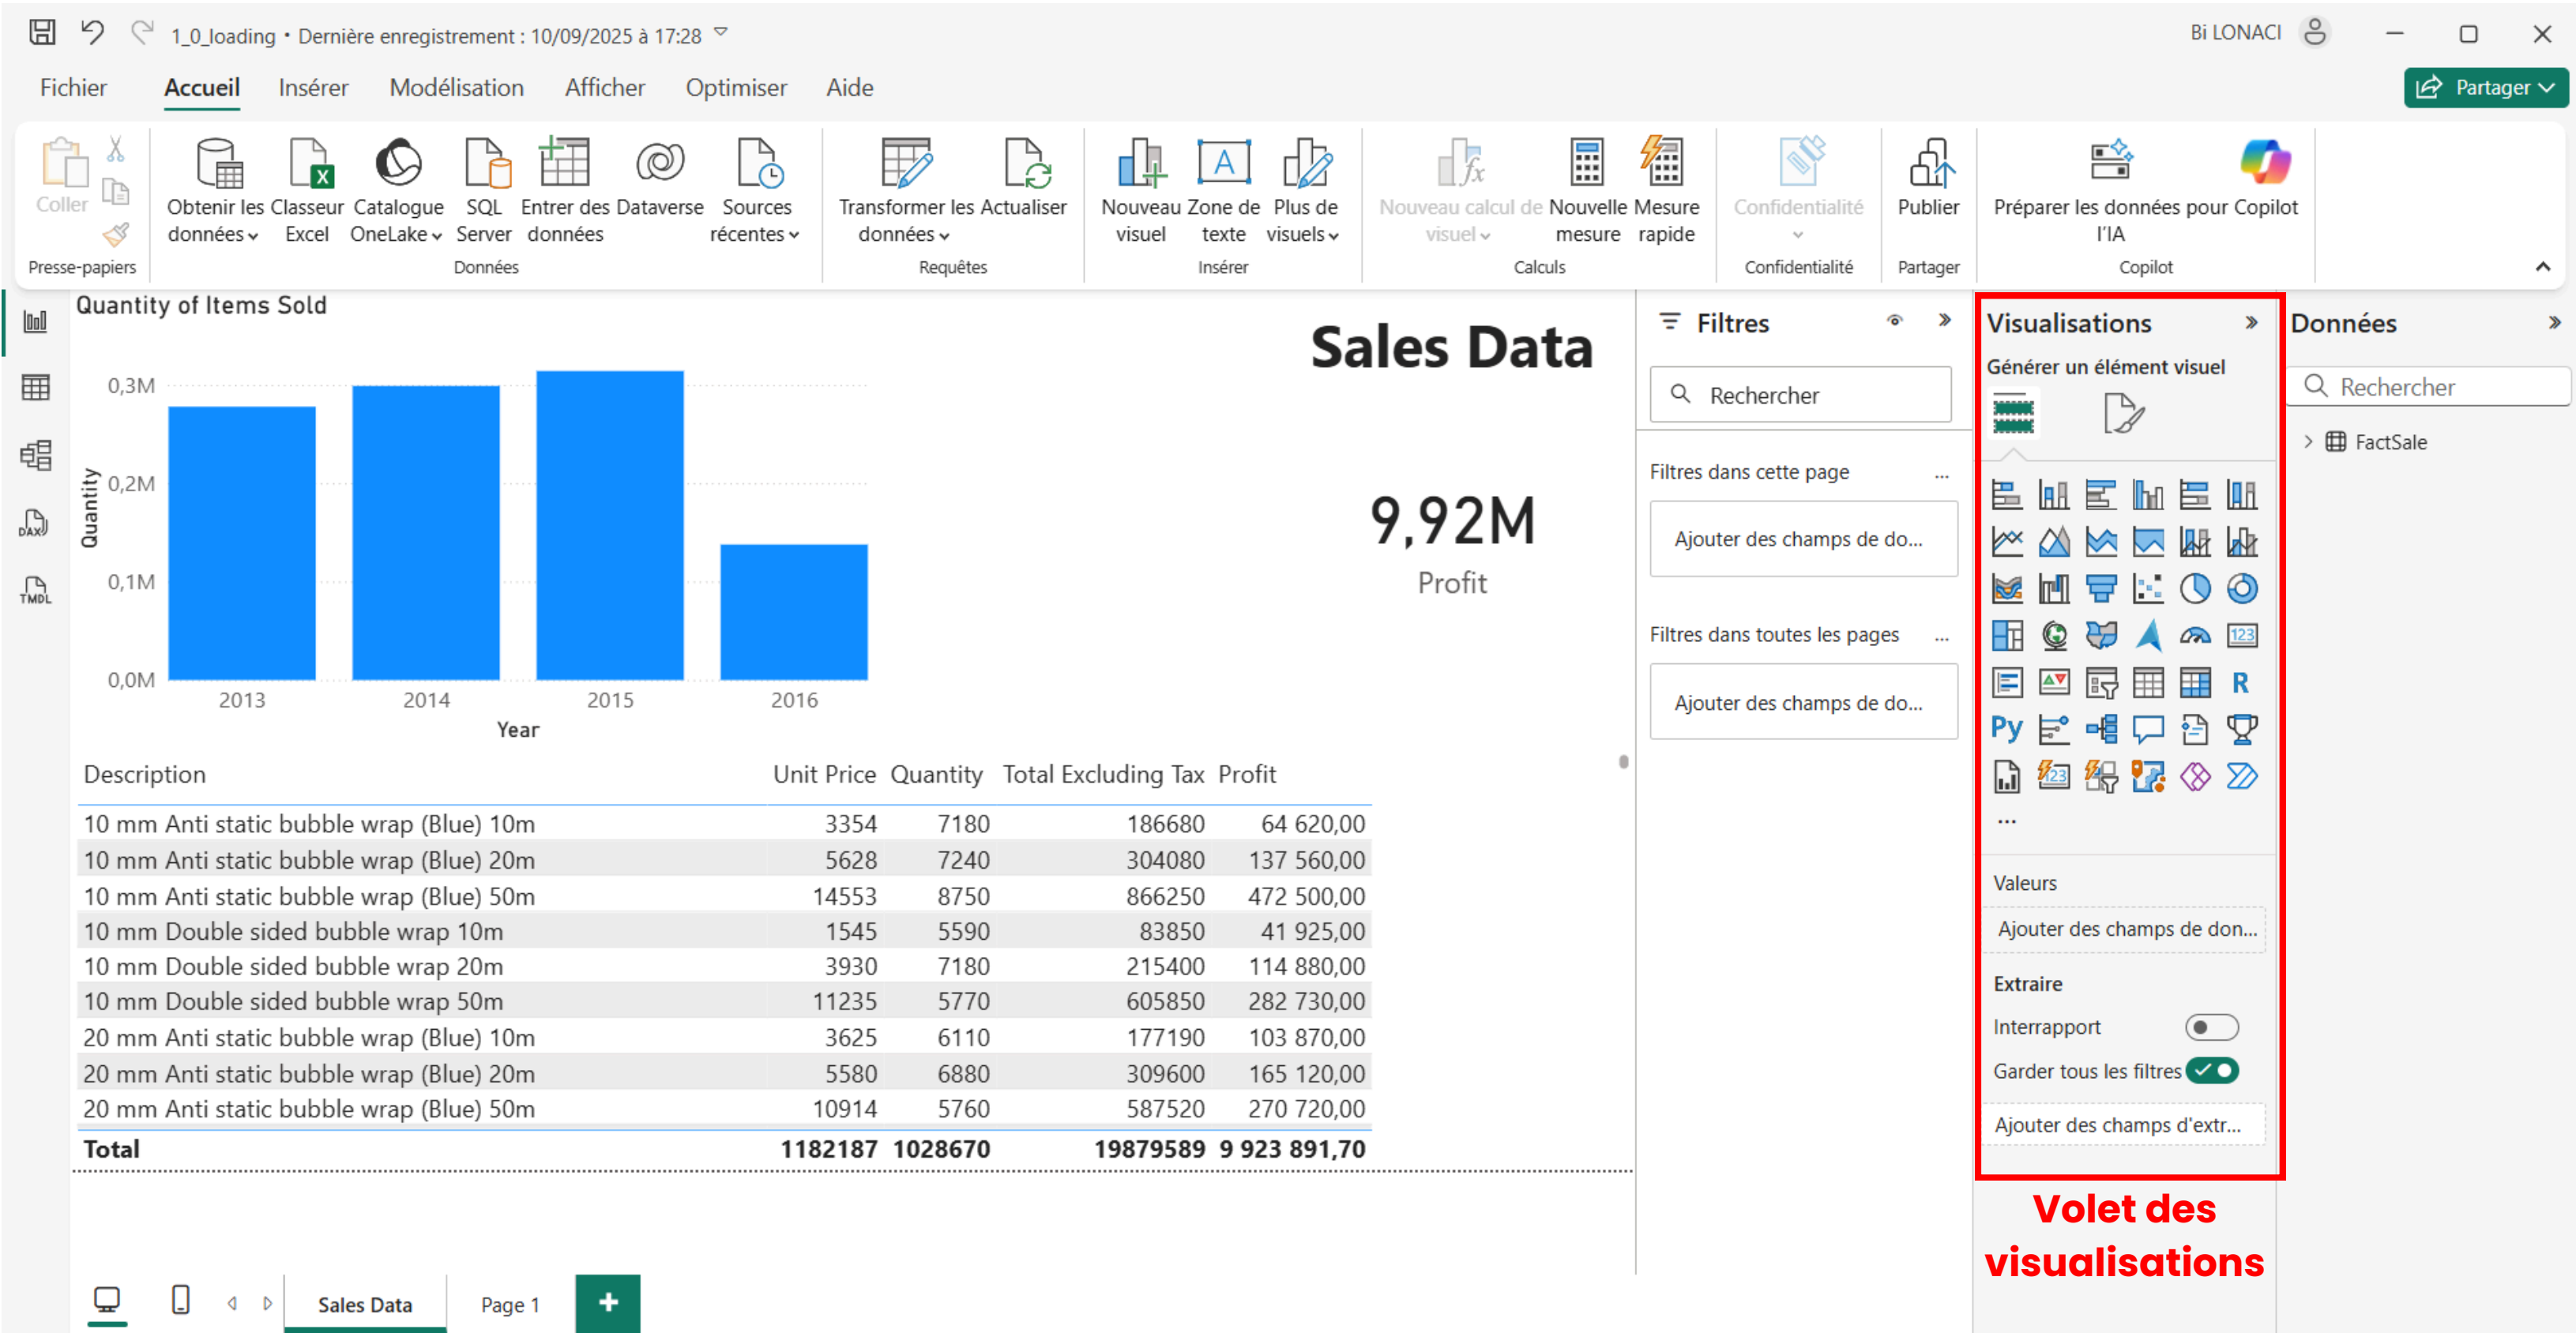 1_0_loading • Dernière enregistrement : 10/09/2025 à 17:28
Bi LONACI
Fichier Accueil Insérer Modélisation Afficher Optimiser Aide
Partager
Coller
Obtenir les données
Classeur Excel
Catalogue OneLake
SQL Server
Entrer des données
Dataverse
Sources récentes
Transformer les données
Actualiser
Nouveau visuel
Zone de texte
Plus de visuels
Nouveau calcul de visuel
Nouvelle mesure
Mesure rapide
Confidentialité
Publier
Préparer les données pour l'IA
Copilot
Presse-papiers Données Requêtes Insérer Calculs Confidentialité Partager Copilot
DAX
TMDL
Quantity of Items Sold
Quantity
0,3M
0,2M
0,1M
0,0M
2013 2014 2015 2016
Year
Sales Data
9,92M
Profit
Description Unit Price Quantity Total Excluding Tax Profit
10 mm Anti static bubble wrap (Blue) 10m 3354 7180 186680 64 620,00
10 mm Anti static bubble wrap (Blue) 20m 5628 7240 304080 137 560,00
10 mm Anti static bubble wrap (Blue) 50m 14553 8750 866250 472 500,00
10 mm Double sided bubble wrap 10m 1545 5590 83850 41 925,00
10 mm Double sided bubble wrap 20m 3930 7180 215400 114 880,00
10 mm Double sided bubble wrap 50m 11235 5770 605850 282 730,00
20 mm Anti static bubble wrap (Blue) 10m 3625 6110 177190 103 870,00
20 mm Anti static bubble wrap (Blue) 20m 5580 6880 309600 165 120,00
20 mm Anti static bubble wrap (Blue) 50m 10914 5760 587520 270 720,00
Total 1182187 1028670 19879589 9 923 891,70
Filtres
Rechercher
Filtres dans cette page ...
Ajouter des champs de do...
Filtres dans toutes les pages ...
Ajouter des champs de do...
Visualisations
Générer un élément visuel
123
R
Py
123
...
Valeurs
Ajouter des champs de don...
Extraire
Interrapport
Garder tous les filtres
Ajouter des champs d'extr...
Volet des
visualisations
Données
Rechercher
FactSale
Sales Data Page 1